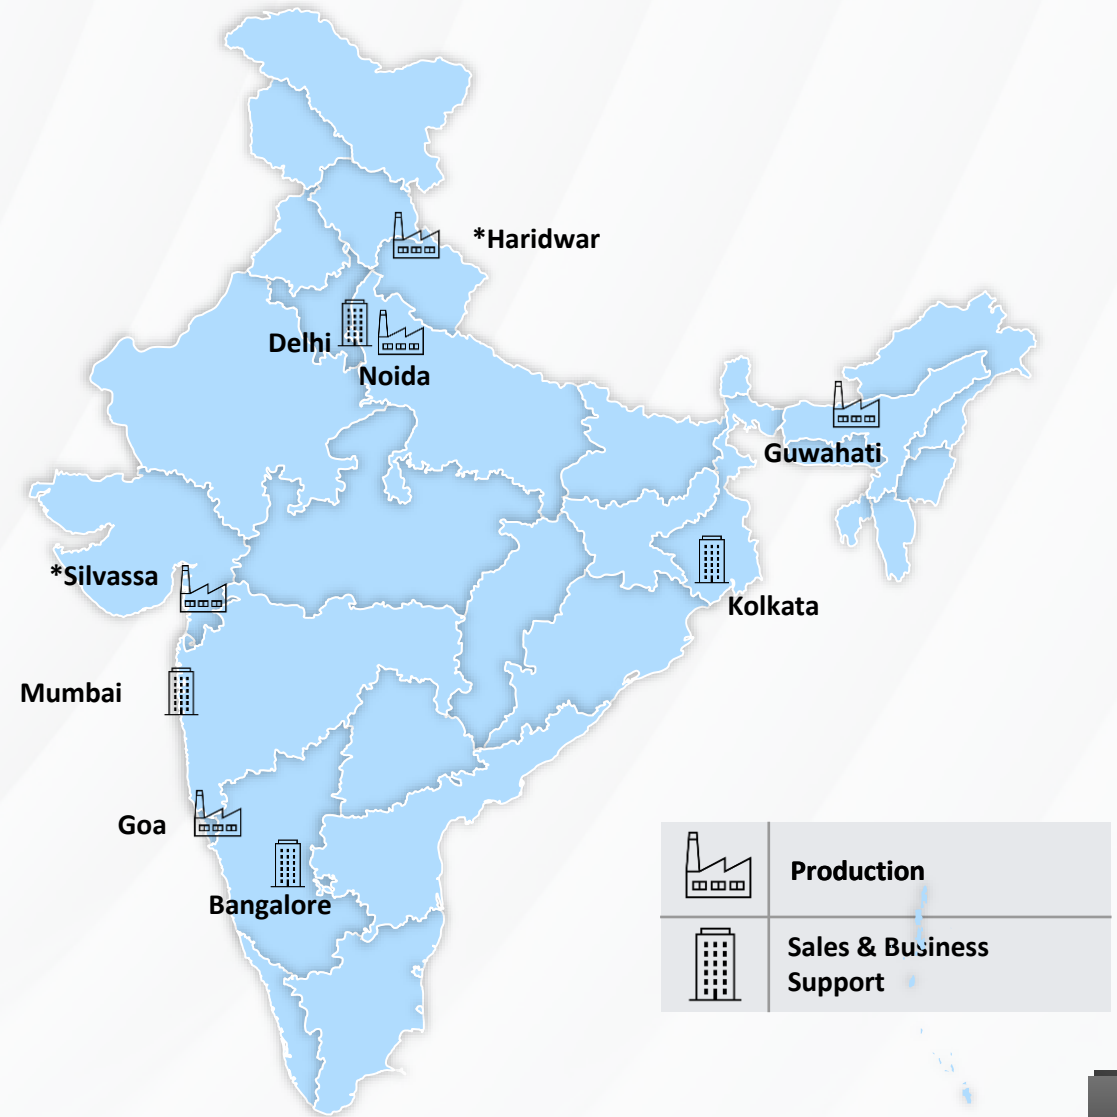 *Haridwar
Delhi
Noida
Guwahati
*Silvassa
Kolkata
Mumbai
Goa
Bangalore
Production
Sales & Business
Support